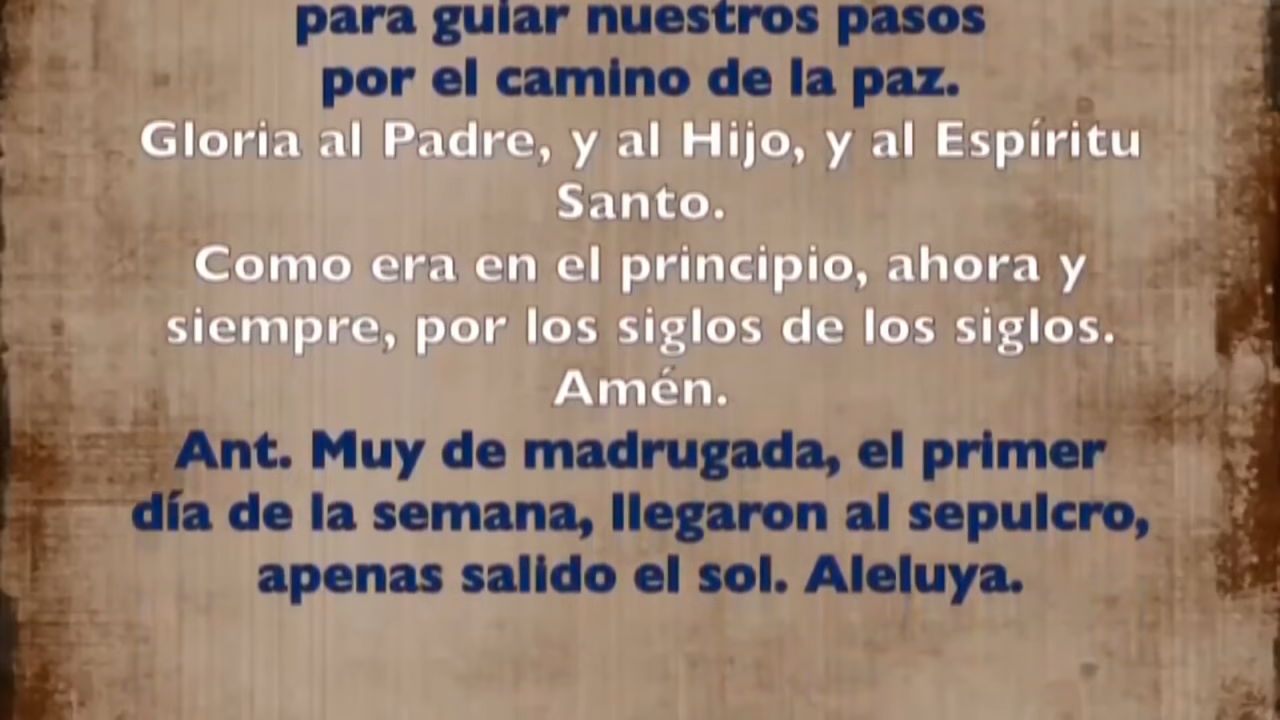 para guiar nuestros pasos
por el camino de la paz.
Gloria al Padre, y al Hijo, y al Espíritu
Santo.
Como era en el principio, ahora y
siempre, por los siglos de los siglos.
Amén.
Ant. Muy de madrugada, el primer
día de la semana, llegaron al sepulcro,
apenas salido el sol. Aleluya.